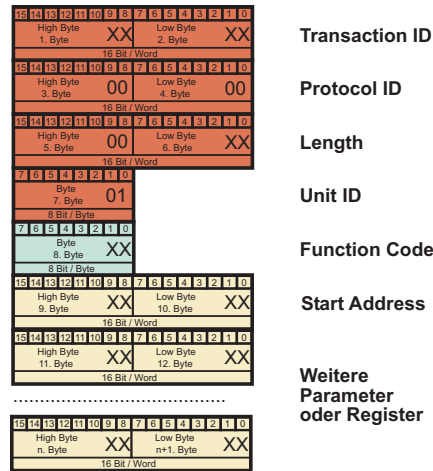 15 14 13 12 11 10 9 8 7 6 5 4 3 2 1 0
High Byte XX Low Byte XX Transaction ID
1. Byte 2. Byte
16 Bit / Word
15 14 13 12 11 10 9 8 7 6 5 4 3 2 1 0
High Byte 00 Low Byte 00 Protocol ID
3. Byte 4. Byte
16 Bit / Word
15 14 13 12 11 10 9 8 7 6 5 4 3 2 1 0
High Byte 00 Low Byte XX Length
5. Byte 6. Byte
16 Bit / Word
7 6 5 4 3 2 1 0
Byte 01 Unit ID
7. Byte
8 Bit / Byte
7 6 5 4 3 2 1 0
Byte XX Function Code
8. Byte
8 Bit / Byte
15 14 13 12 11 10 9 8 7 6 5 4 3 2 1 0
High Byte XX Low Byte XX Start Address
9. Byte 10. Byte
16 Bit / Word
15 14 13 12 11 10 9 8 7 6 5 4 3 2 1 0
High Byte XX Low Byte XX
11. Byte 12. Byte
16 Bit / Word
Weitere
Parameter
oder Register
.......................................
15 14 13 12 11 10 9 8 7 6 5 4 3 2 1 0
High Byte XX Low Byte XX
n. Byte n+1. Byte
16 Bit / Word